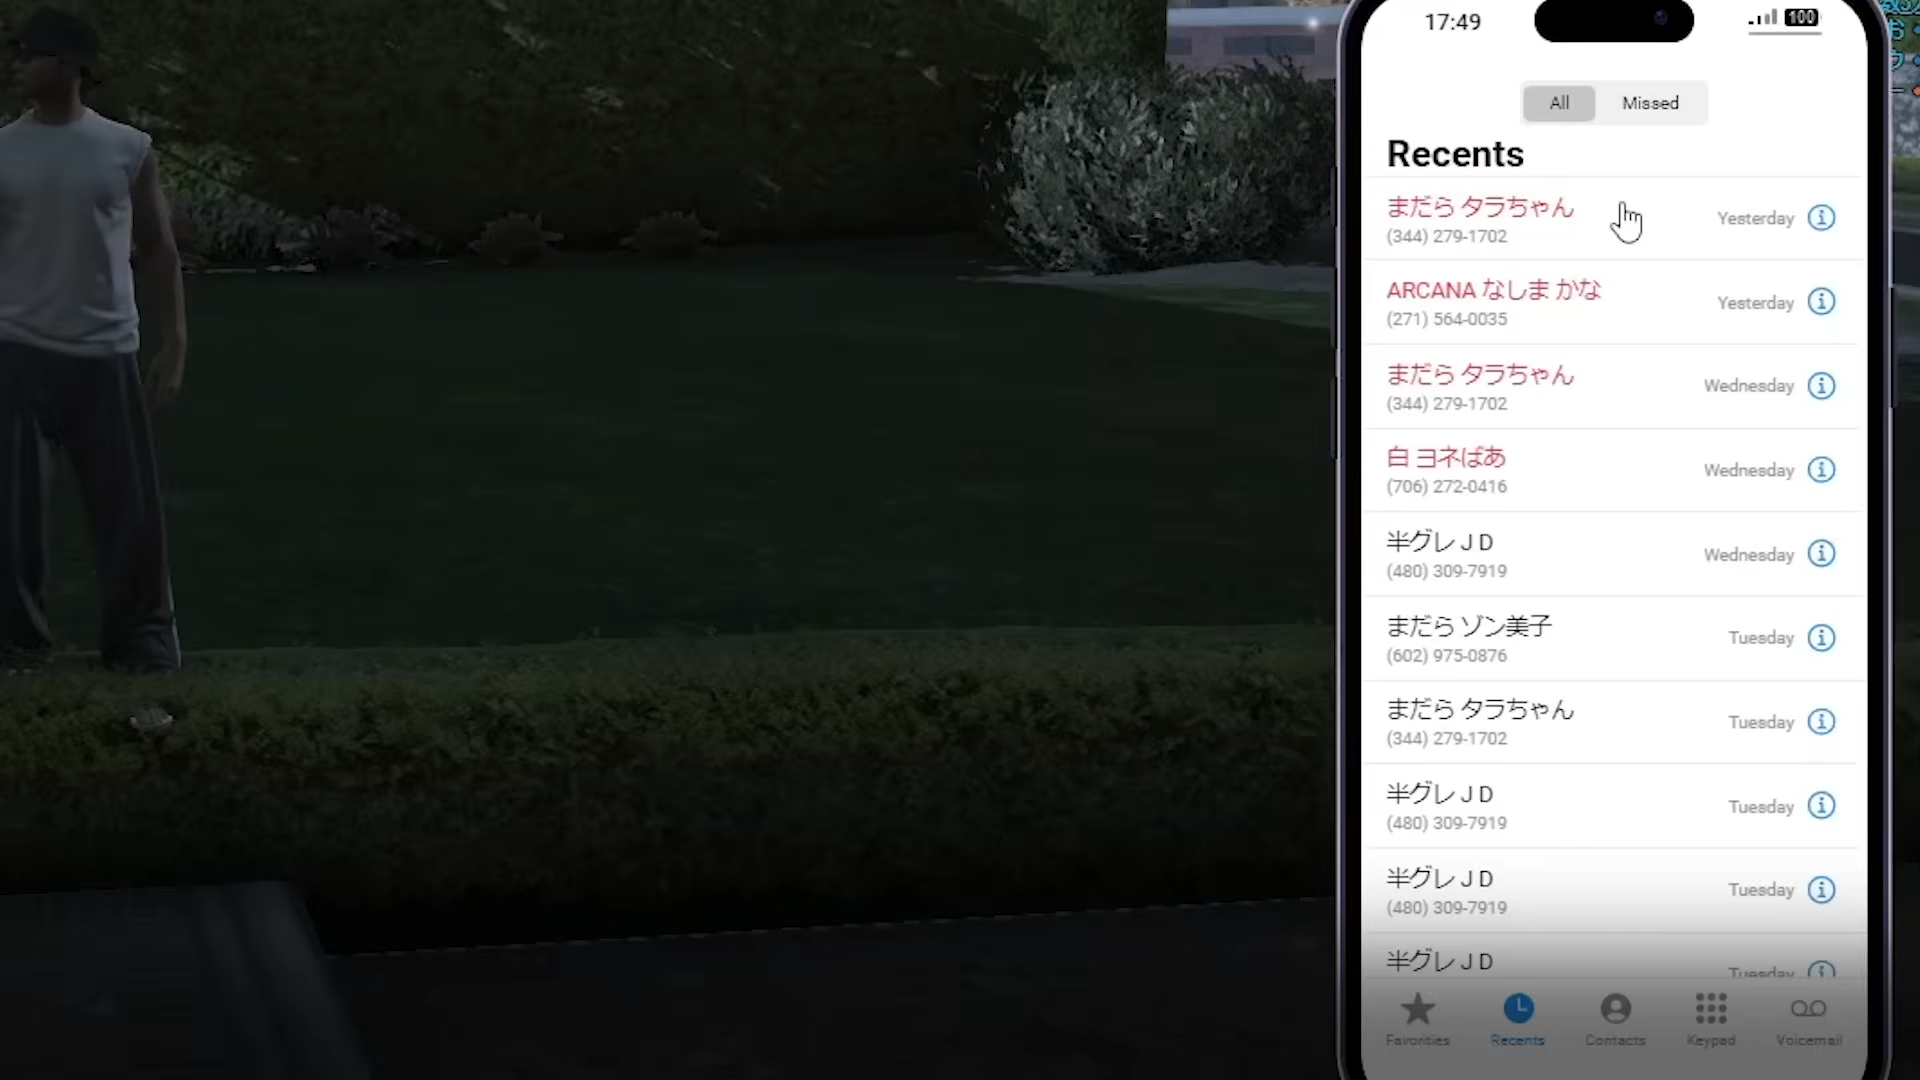 17:49
100
All
Missed
Recents
まだら タラちゃん
(344) 279-1702
Yesterday
ARCANA なしま かな
(271) 564-0035
Yesterday
まだら タラちゃん
(344) 279-1702
Wednesday
白 ヨネばあ
(706) 272-0416
Wednesday
半グレ J D
(480) 309-7919
Wednesday
まだら ゾン美子
(602) 975-0876
Tuesday
まだら タラちゃん
(344) 279-1702
Tuesday
半グレ J D
(480) 309-7919
Tuesday
半グレ J D
(480) 309-7919
Tuesday
半グレ J D
Tuesday
Favorities
Recents
Contacts
Keypad
Voicemail